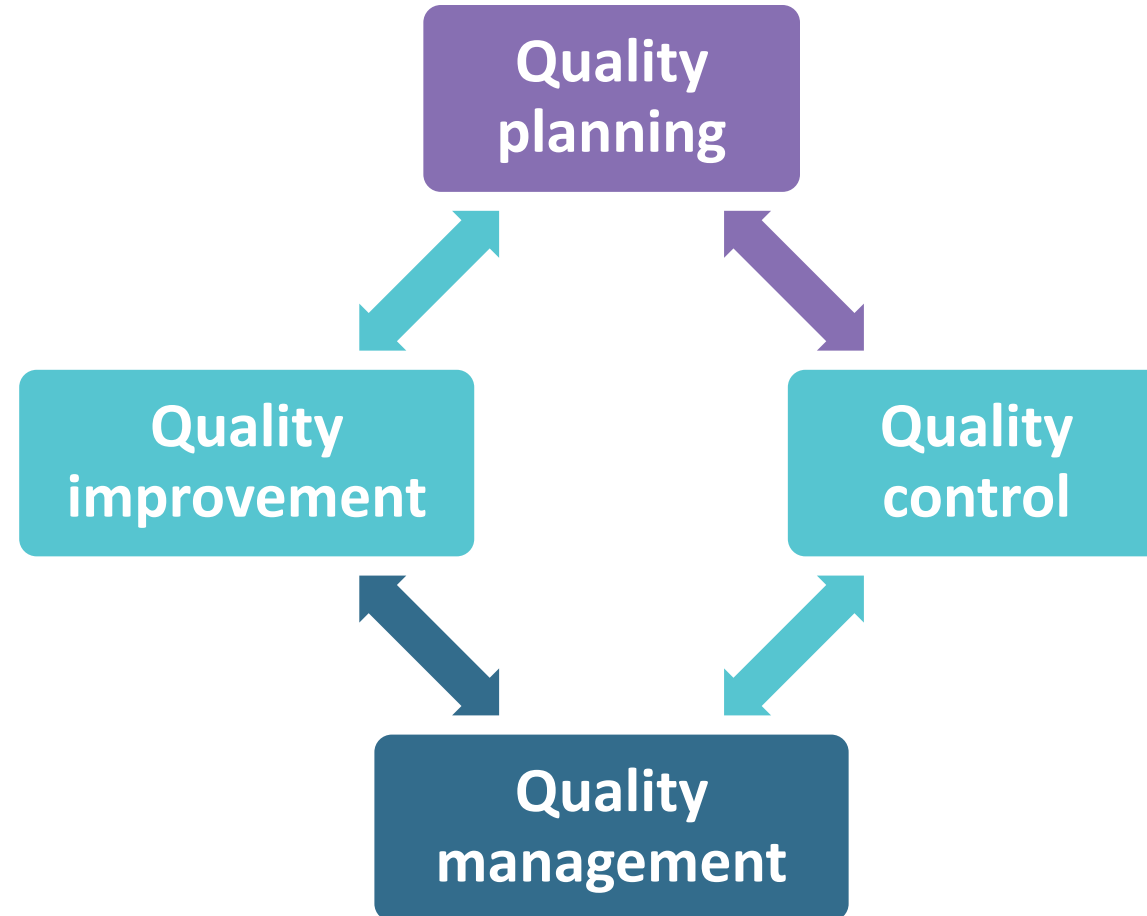 Quality
planning
Quality
improvement
Quality
control
Quality
management